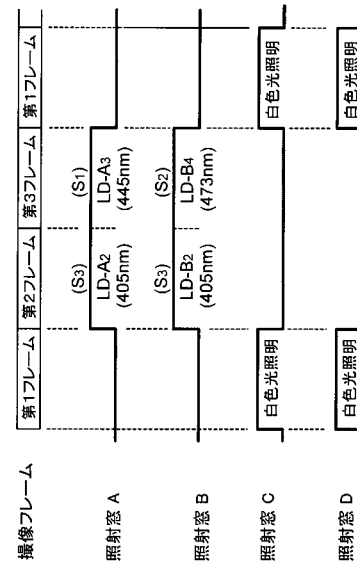 撮像フレーム
第1フレーム
第2フレーム
第3フレーム
第1フレーム
照射窓 A
(S3)
LD-A2
(405nm)
(S1)
LD-A3
(445nm)
照射窓 B
(S3)
LD-B2
(405nm)
(S2)
LD-B4
(473nm)
照射窓 C
白色光照明
白色光照明
照射窓 D
白色光照明
白色光照明